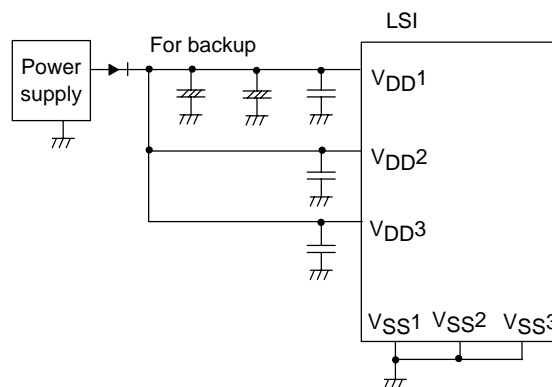 LSI
For backup
Power
supply
VDD1
VDD2
VDD3
VSS1
VSS2
VSS3